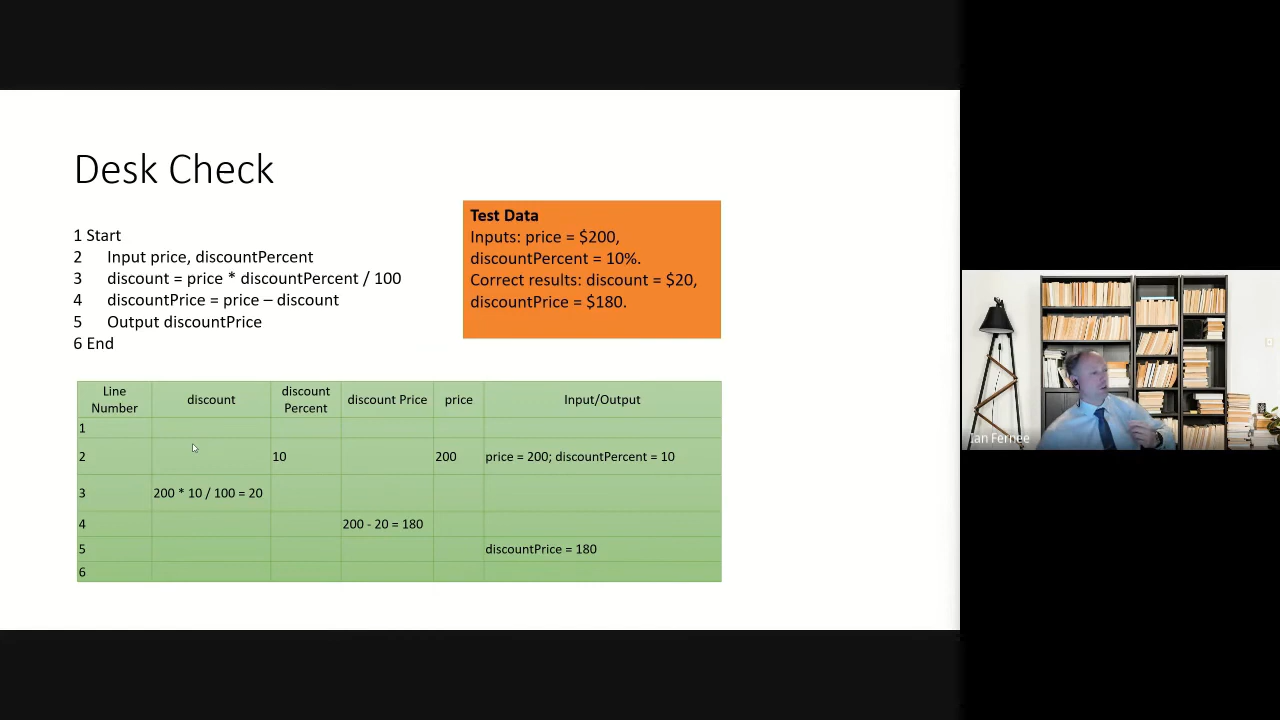 Desk Check
1 Start
2 Input price, discountPercent
3 discount = price * discountPercent / 100
4 discountPrice = price – discount
5 Output discountPrice
6 End
Test Data
Inputs: price = $200,
discountPercent = 10%.
Correct results: discount = $20,
discountPrice = $180.
Line Number discount discount Percent discount Price price Input/Output
1
2 10 200 price = 200; discountPercent = 10
3 200 * 10 / 100 = 20
4 200 - 20 = 180
5 discountPrice = 180
6
Ian Fernee